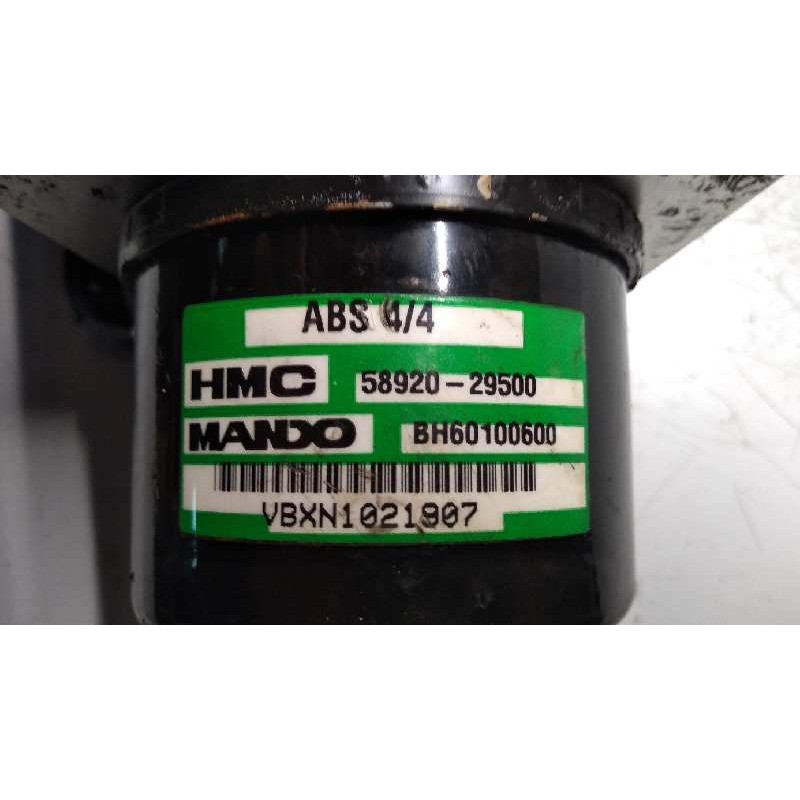 ABS 4/4
HMC 58920-29500
MANDO BH60100600
VBXN1021907